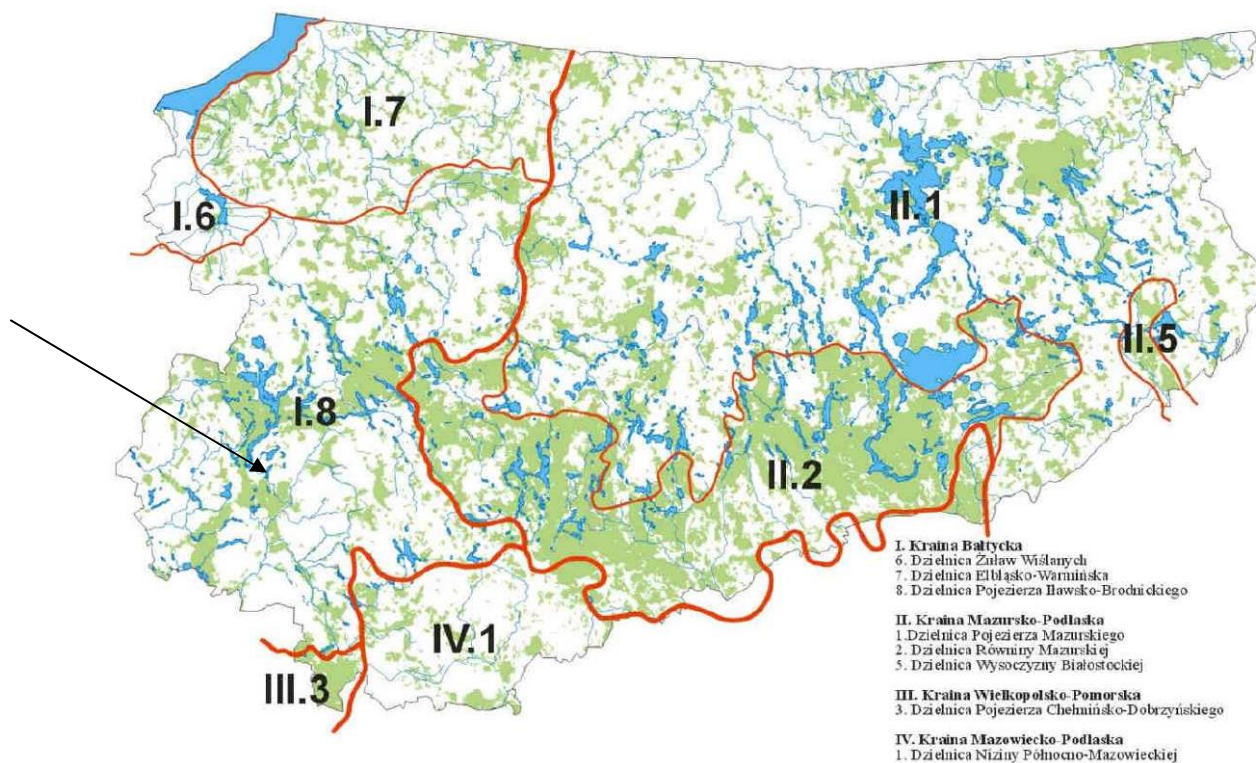 I.7
I.6
II.1
II.5
I.8
II.2
IV.1
III.3
I. Kraina Bałtycka
6. Dzielnica Żuław Wiślanych
7. Dzielnica Elbląsko-Warmińska
8. Dzielnica Pojezierza Iławsko-Brodnickiego
II. Kraina Mazursko-Podlaska
1.Dzielnica Pojezierza Mazurskiego
2. Dzielnica Równiny Mazurskiej
5. Dzielnica Wysoczyzny Białostockiej
III. Kraina Wielkopolsko-Pomorska
3. Dzielnica Pojezierza Chełmińsko-Dobrzyńskiego
IV. Kraina Mazowiecko-Podlaska
1. Dzielnica Niziny Północno-Mazowieckiej